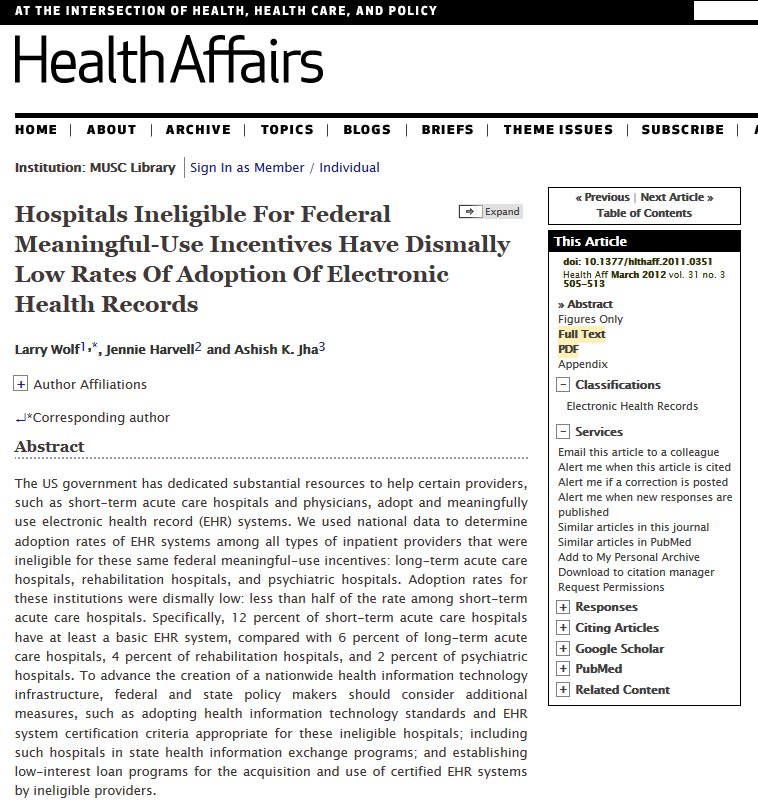 AT THE INTERSECTION OF HEALTH, HEALTH CARE, AND POLICY
HealthAffairs
HOME | ABOUT | ARCHIVE | TOPICS | BLOGS | BRIEFS | THEME ISSUES | SUBSCRIBE |
Institution: MUSC Library | Sign In as Member / Individual
Hospitals Ineligible For Federal
Meaningful-Use Incentives Have Dismally
Low Rates Of Adoption Of Electronic
Health Records
Expand
Larry Wolf1,*, Jennie Harvell2 and Ashish K. Jha3
+ Author Affiliations
↵*Corresponding author
Abstract
The US government has dedicated substantial resources to help certain providers,
such as short-term acute care hospitals and physicians, adopt and meaningfully
use electronic health record (EHR) systems. We used national data to determine
adoption rates of EHR systems among all types of inpatient providers that were
ineligible for these same federal meaningful-use incentives: long-term acute care
hospitals, rehabilitation hospitals, and psychiatric hospitals. Adoption rates for
these institutions were dismally low: less than half of the rate among short-term
acute care hospitals. Specifically, 12 percent of short-term acute care hospitals
have at least a basic EHR system, compared with 6 percent of long-term acute
care hospitals, 4 percent of rehabilitation hospitals, and 2 percent of psychiatric
hospitals. To advance the creation of a nationwide health information technology
infrastructure, federal and state policy makers should consider additional
measures, such as adopting health information technology standards and EHR
system certification criteria appropriate for these ineligible hospitals; including
such hospitals in state health information exchange programs; and establishing
low-interest loan programs for the acquisition and use of certified EHR systems
by ineligible providers.
« Previous | Next Article »
Table of Contents
This Article
doi: 10.1377/hlthaff.2011.0351
Health Aff March 2012 vol. 31 no. 3
505-513
» Abstract
Figures Only
Full Text
PDF
Appendix
− Classifications
Electronic Health Records
− Services
Email this article to a colleague
Alert me when this article is cited
Alert me if a correction is posted
Alert me when new responses are
published
Similar articles in this journal
Similar articles in PubMed
Add to My Personal Archive
Download to citation manager
Request Permissions
+ Responses
+ Citing Articles
+ Google Scholar
+ PubMed
+ Related Content